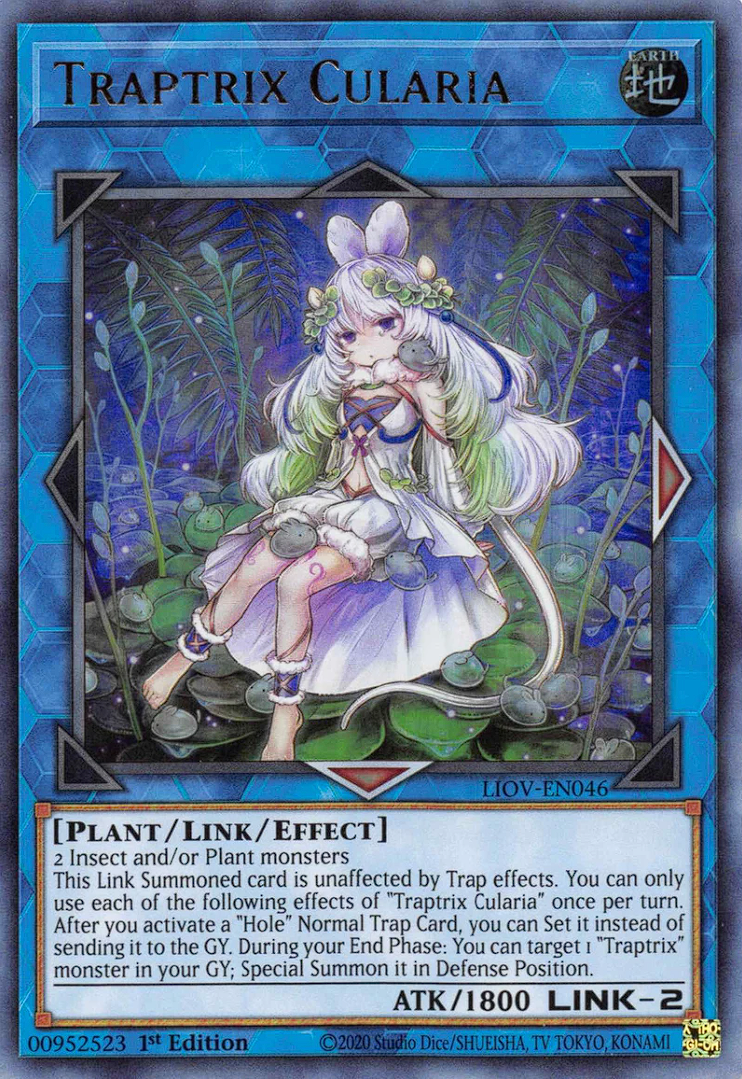 TRAPTRIX CULARIA
EARTH
地
LIOV-EN046
[PLANT/LINK/EFFECT]
2 Insect and/or Plant monsters
This Link Summoned card is unaffected by Trap effects. You can only
use each of the following effects of "Traptrix Cularia" once per turn.
After you activate a "Hole" Normal Trap Card, you can Set it instead of
sending it to the GY. During your End Phase: You can target 1 "Traptrix"
monster in your GY; Special Summon it in Defense Position.
ATK/1800 LINK-2
00952523 1st Edition ©2020 Studio Dice/SHUEISHA, TV TOKYO, KONAMI